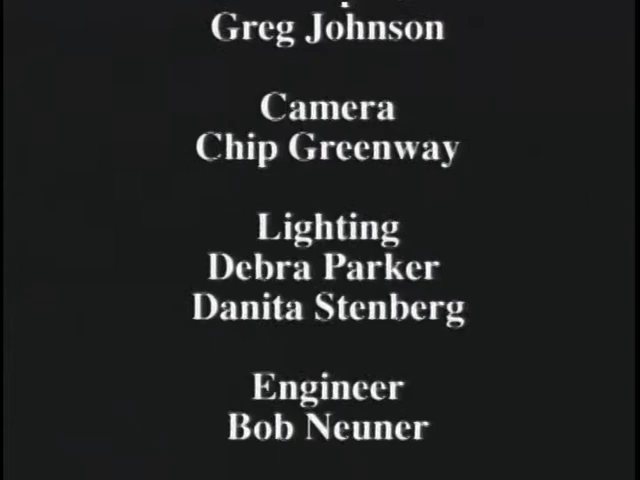 Greg Johnson
Camera
Chip Greenway
Lighting
Debra Parker
Danita Stenberg
Engineer
Bob Neuner